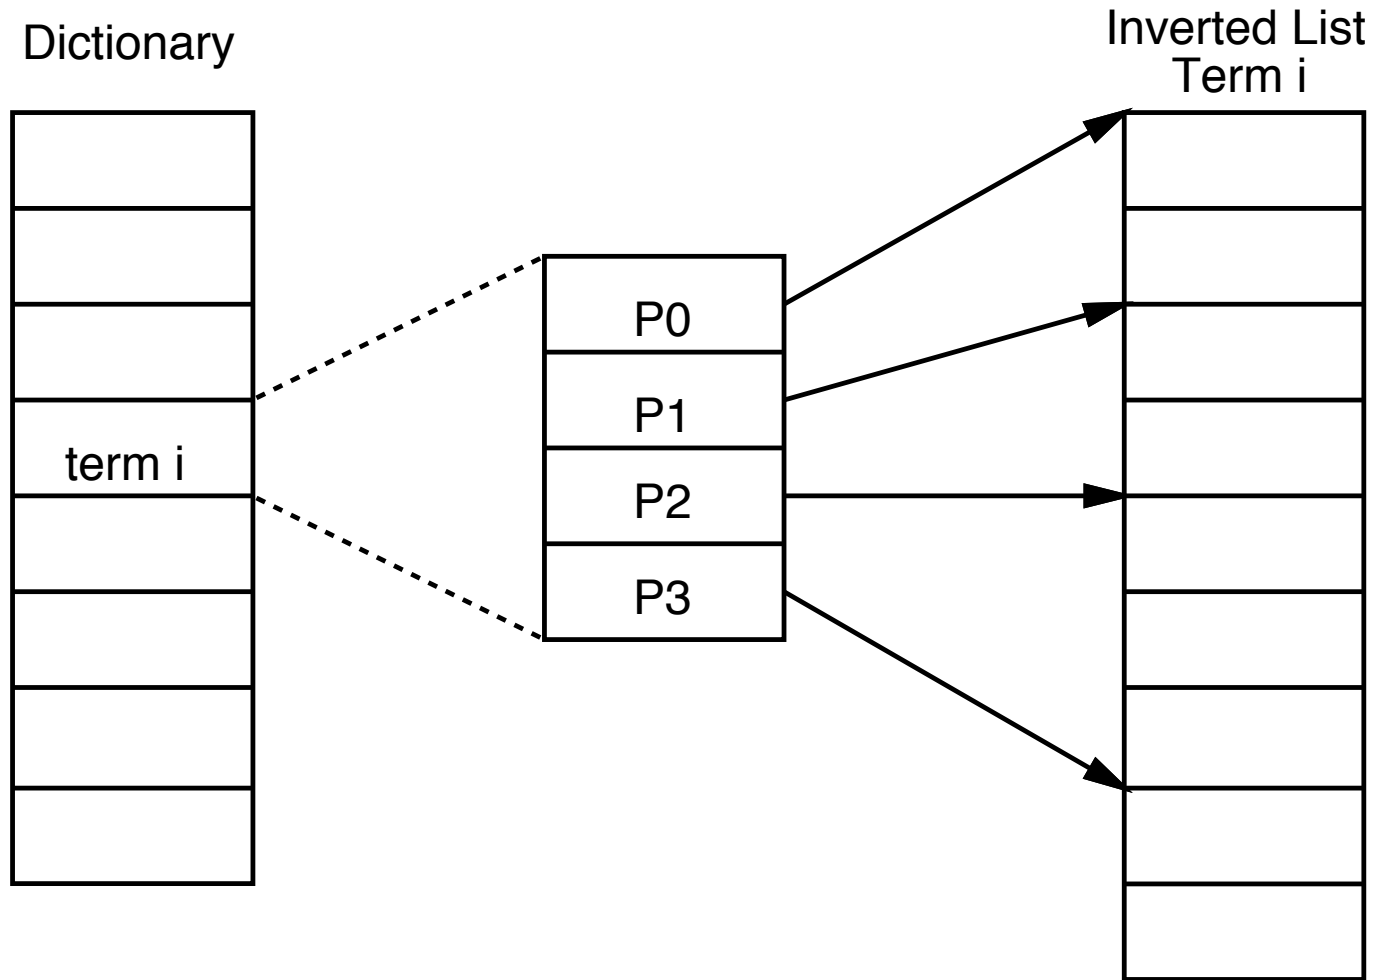 Dictionary
Inverted List
Term i
term i
P0
P1
P2
P3